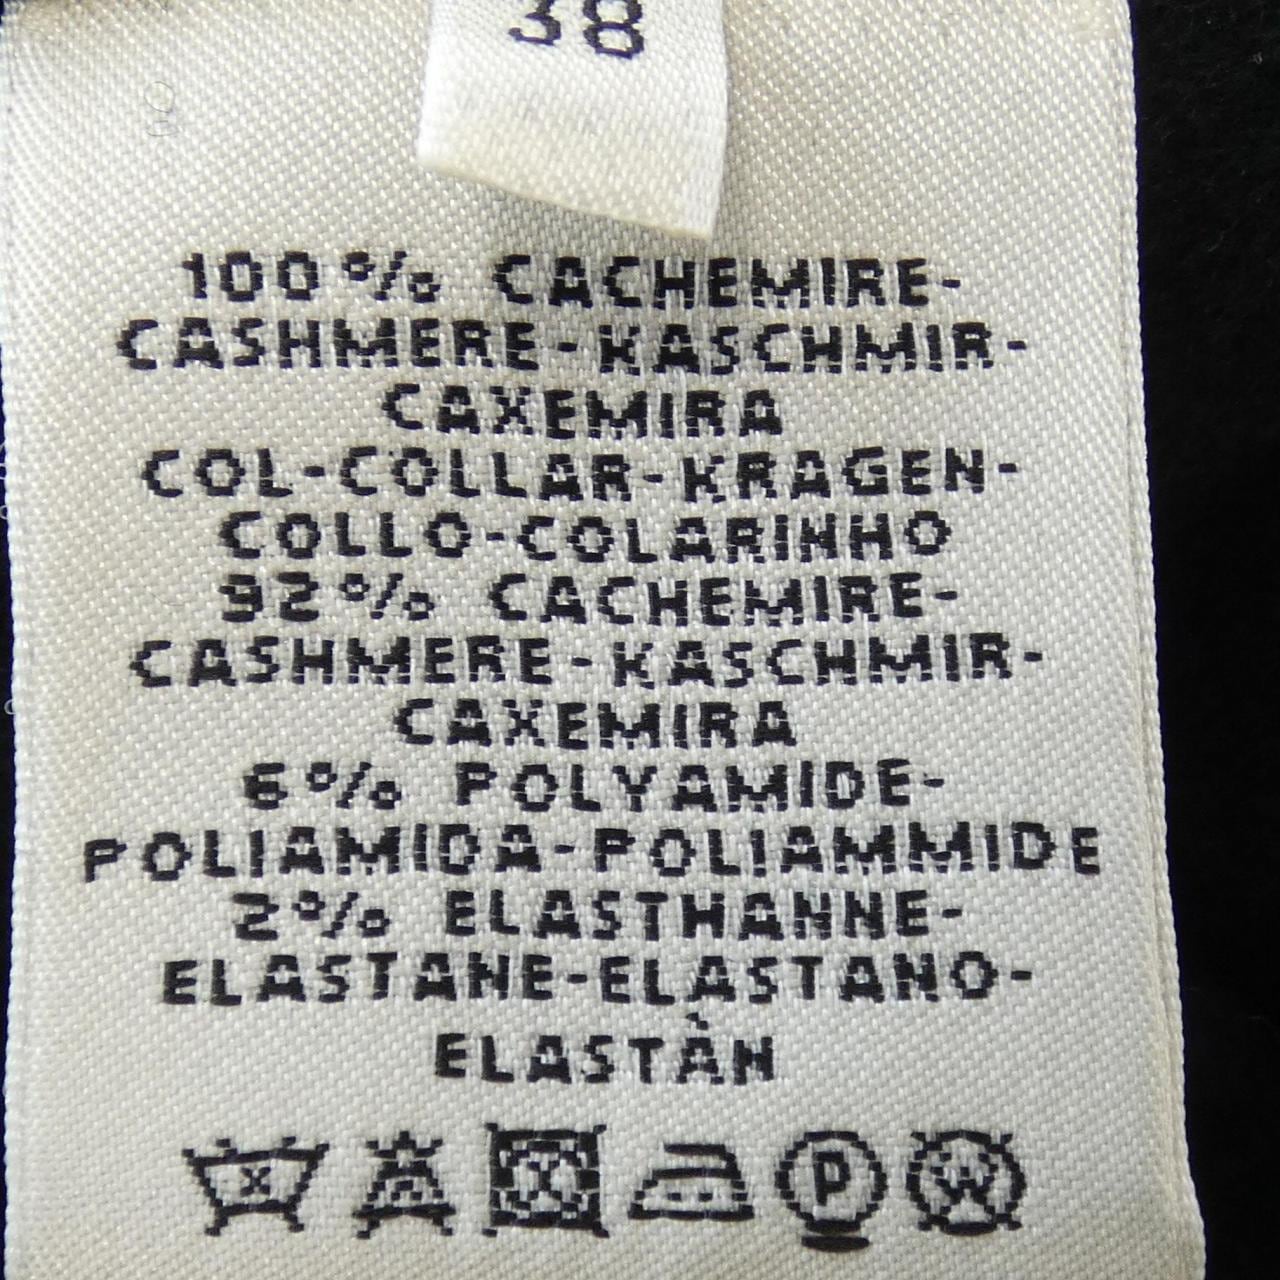 38
100% CACHEMIRE-
CASHMERE-KASCHMIR-
CAXEMIRA
COL-COLLAR-KRAGEN-
COLLO-COLARINHO
92% CACHEMIRE-
CASHMERE-KASCHMIR-
CAXEMIRA
6% POLYAMIDE-
POLIAMIDA-POLIAMMIDE
2% ELASTHANNE-
ELASTANE-ELASTANO-
ELASTÀN
P W